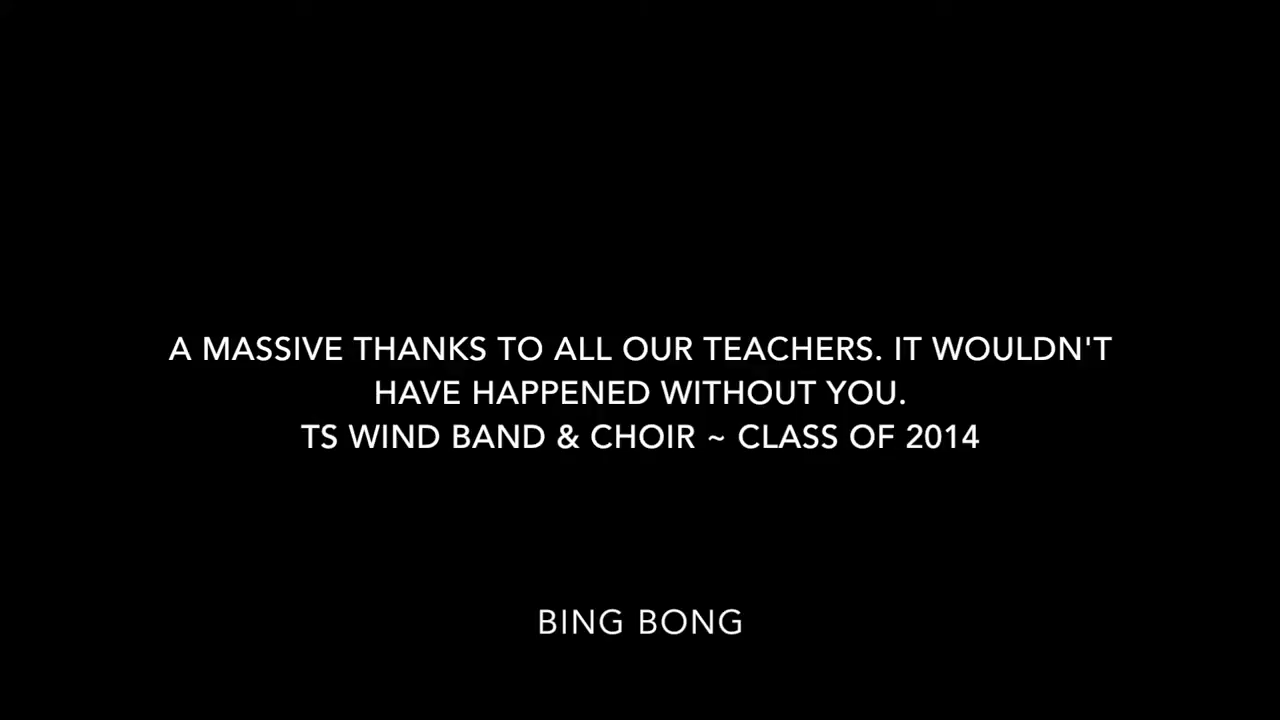 A MASSIVE THANKS TO ALL OUR TEACHERS. IT WOULDN'T
HAVE HAPPENED WITHOUT YOU.
TS WIND BAND & CHOIR ~ CLASS OF 2014
BING BONG